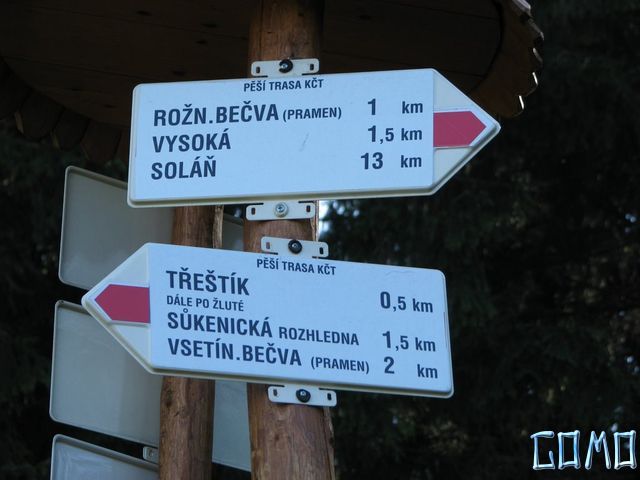 PĚŠÍ TRASA KČT
ROŽN.BEČVA (PRAMEN) 1 km
VYSOKÁ 1,5 km
SOLÁŇ 13 km
PĚŠÍ TRASA KČT
TŘEŠTÍK 0,5 km
DÁLE PO ŽLUTÉ
SŮKENICKÁ ROZHLEDNA 1,5 km
VSETÍN.BEČVA (PRAMEN) 2 km
COMO